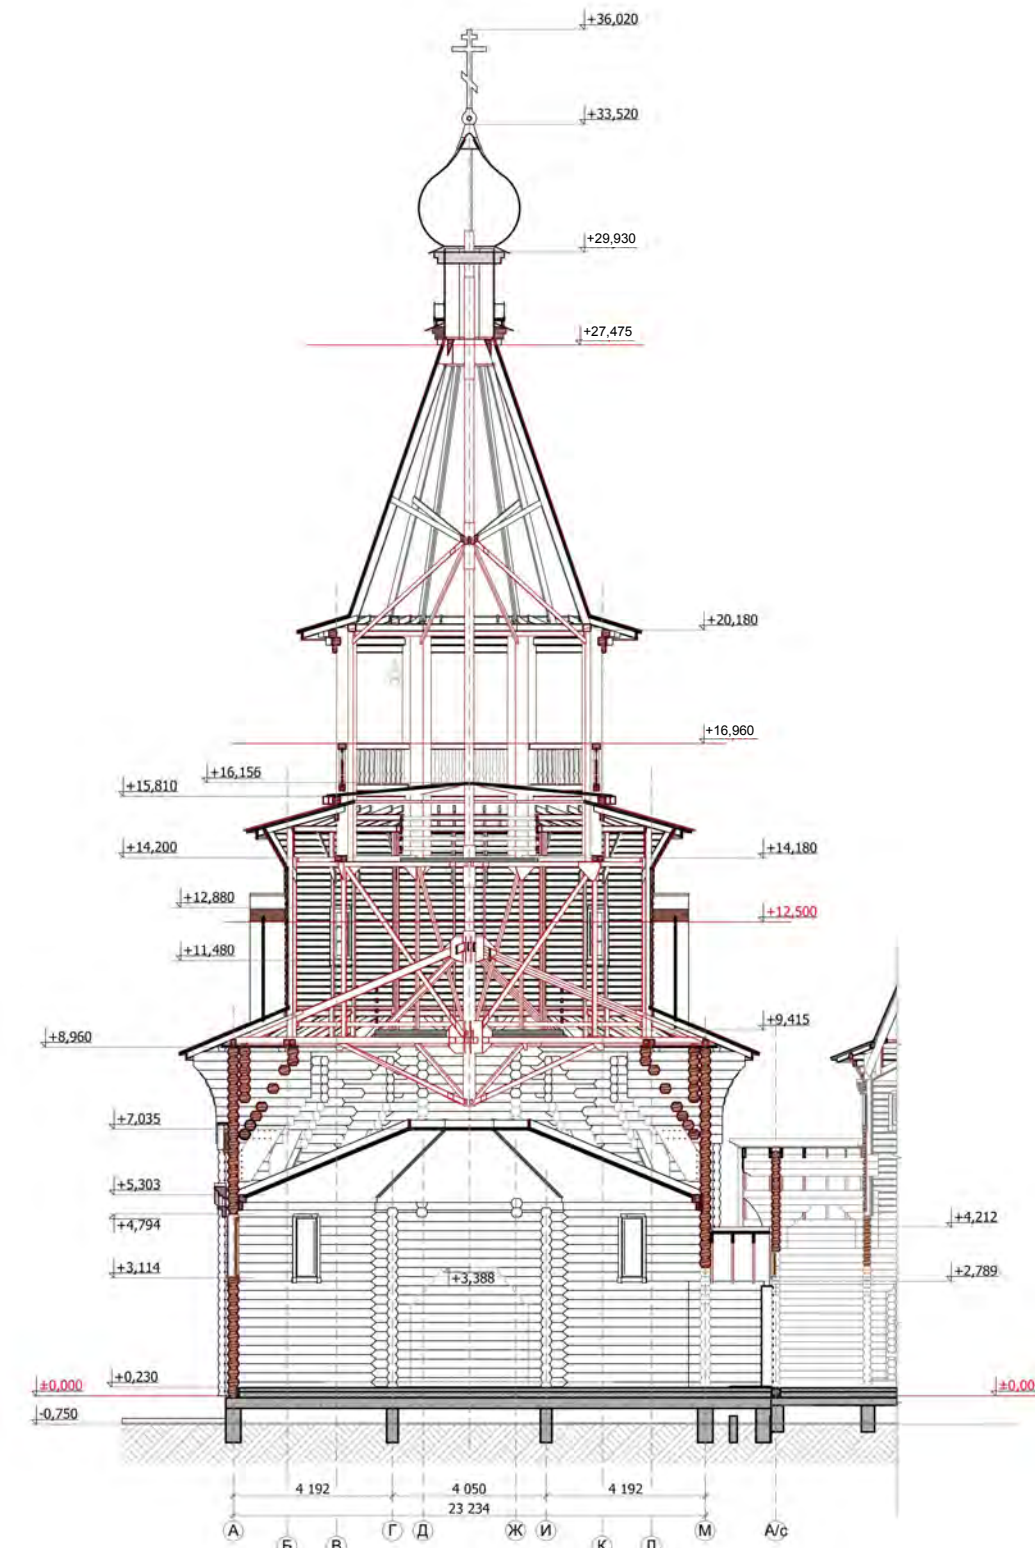 +36,020
+33,520
+29,930
+27,475
+20,180
+16,960
+16,156
+15,810
+14,200
+14,180
+12,880
+12,500
+11,480
+9,415
+8,960
+7,035
+5,303
+4,794
+4,212
+3,114
+3,388
+2,789
+0,230
±0,000
±0,00
-0,750
4 192
4 050
4 192
23 234
А
Г
Д
Ж
И
М
А/с
Б
В
К
Л